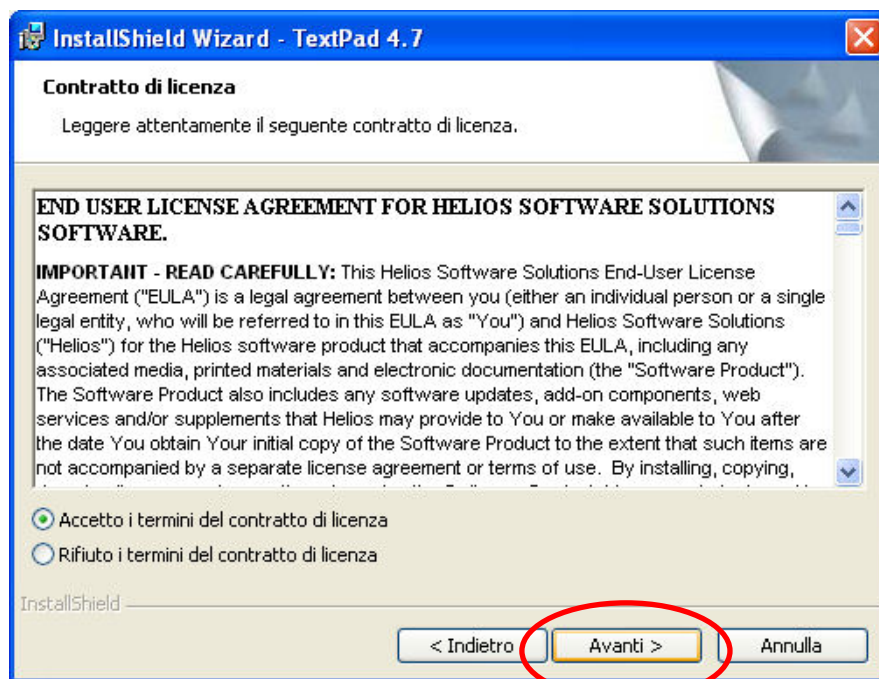 InstallShield Wizard - TextPad 4.7
Contratto di licenza
Leggere attentamente il seguente contratto di licenza.
END USER LICENSE AGREEMENT FOR HELIOS SOFTWARE SOLUTIONS
SOFTWARE.
IMPORTANT - READ CAREFULLY: This Helios Software Solutions End-User License
Agreement ("EULA") is a legal agreement between you (either an individual person or a single
legal entity, who will be referred to in this EULA as "You") and Helios Software Solutions
("Helios") for the Helios software product that accompanies this EULA, including any
associated media, printed materials and electronic documentation (the "Software Product").
The Software Product also includes any software updates, add-on components, web
services and/or supplements that Helios may provide to You or make available to You after
the date You obtain Your initial copy of the Software Product to the extent that such items are
not accompanied by a separate license agreement or terms of use. By installing, copying,
Accetto i termini del contratto di licenza
Rifiuto i termini del contratto di licenza
InstallShield
< Indietro
Avanti >
Annulla